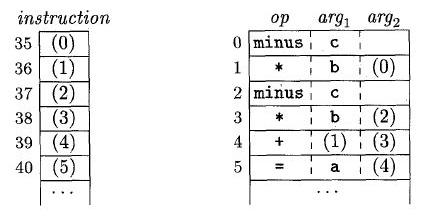 instruction op arg1 arg2
35 (0) 0 minus c
36 (1) 1 * b (0)
37 (2) 2 minus c
38 (3) 3 * b (2)
39 (4) 4 + (1) (3)
40 (5) 5 = a (4)
... ...